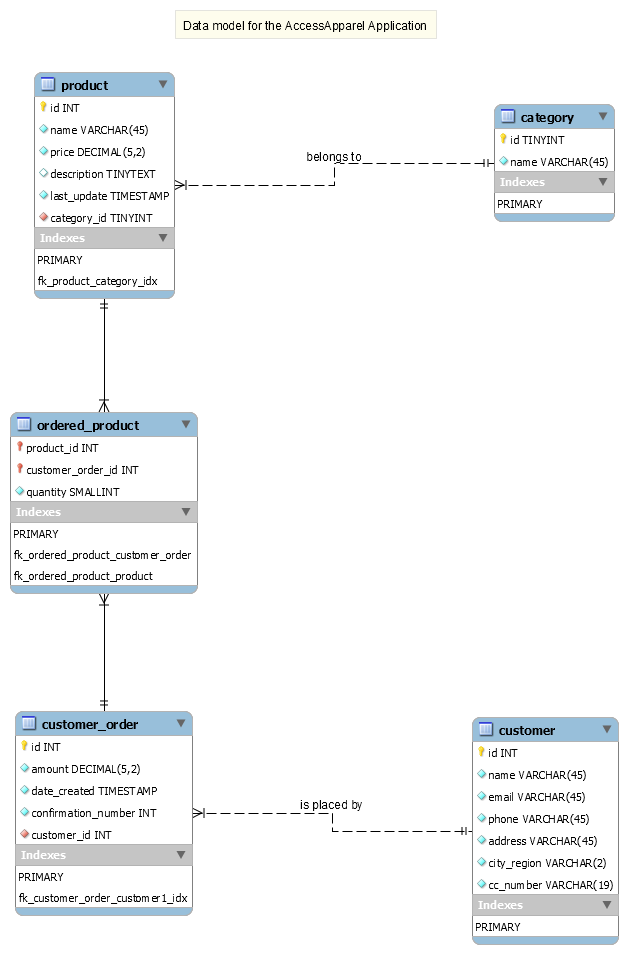 Data model for the AccessApparel Application
product
id INT
name VARCHAR(45)
price DECIMAL(5,2)
description TINYTEXT
last_update TIMESTAMP
category_id TINYINT
Indexes
PRIMARY
fk_product_category_idx
belongs to
category
id TINYINT
name VARCHAR(45)
Indexes
PRIMARY
ordered_product
product_id INT
customer_order_id INT
quantity SMALLINT
Indexes
PRIMARY
fk_ordered_product_customer_order
fk_ordered_product_product
customer_order
id INT
amount DECIMAL(5,2)
date_created TIMESTAMP
confirmation_number INT
customer_id INT
Indexes
PRIMARY
fk_customer_order_customer1_idx
is placed by
customer
id INT
name VARCHAR(45)
email VARCHAR(45)
phone VARCHAR(45)
address VARCHAR(45)
city_region VARCHAR(2)
cc_number VARCHAR(19)
Indexes
PRIMARY